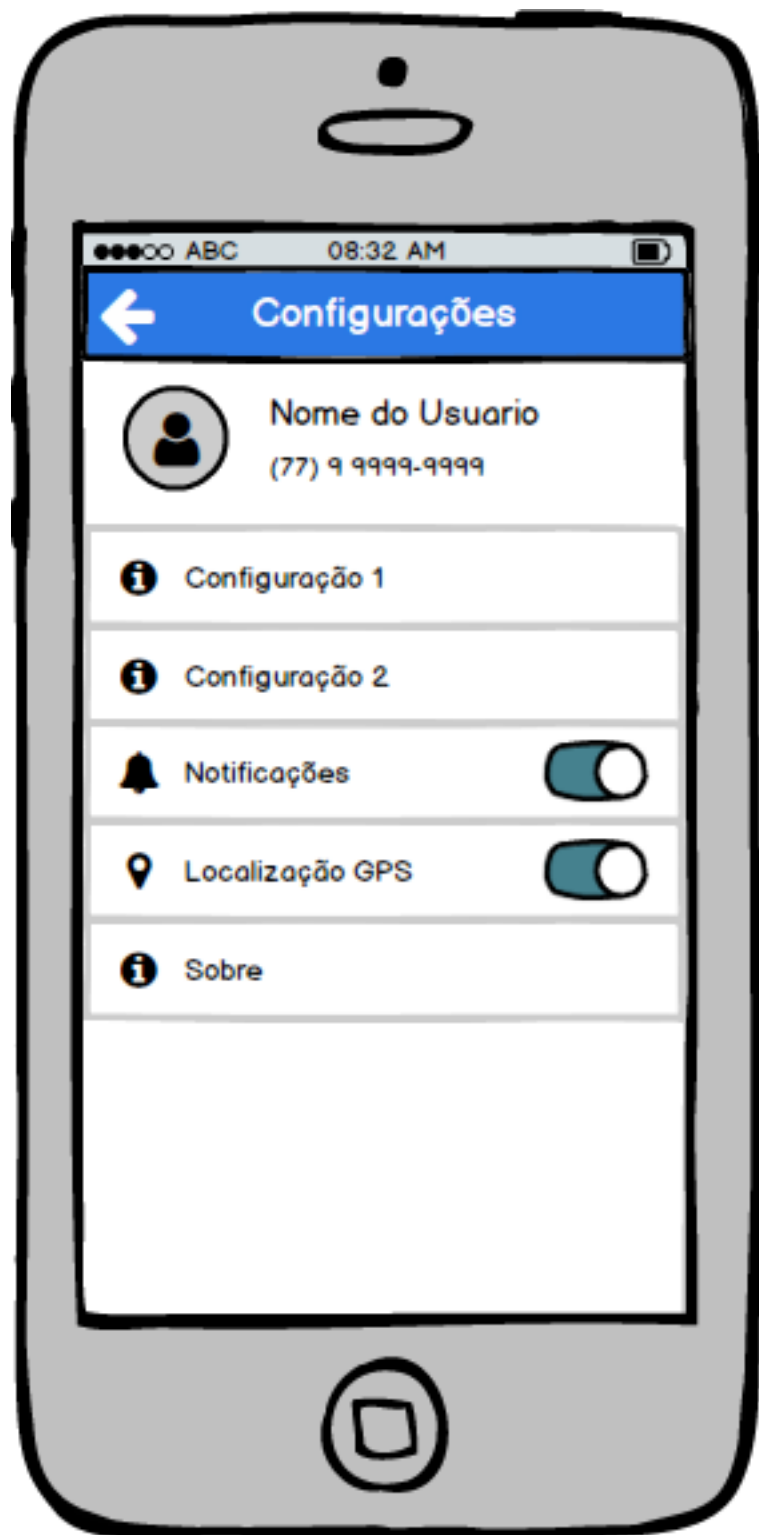 ABC 08:32 AM
Configurações
Nome do Usuario
(77) 9 9999-9999
Configuração 1
Configuração 2
Notificações
Localização GPS
Sobre